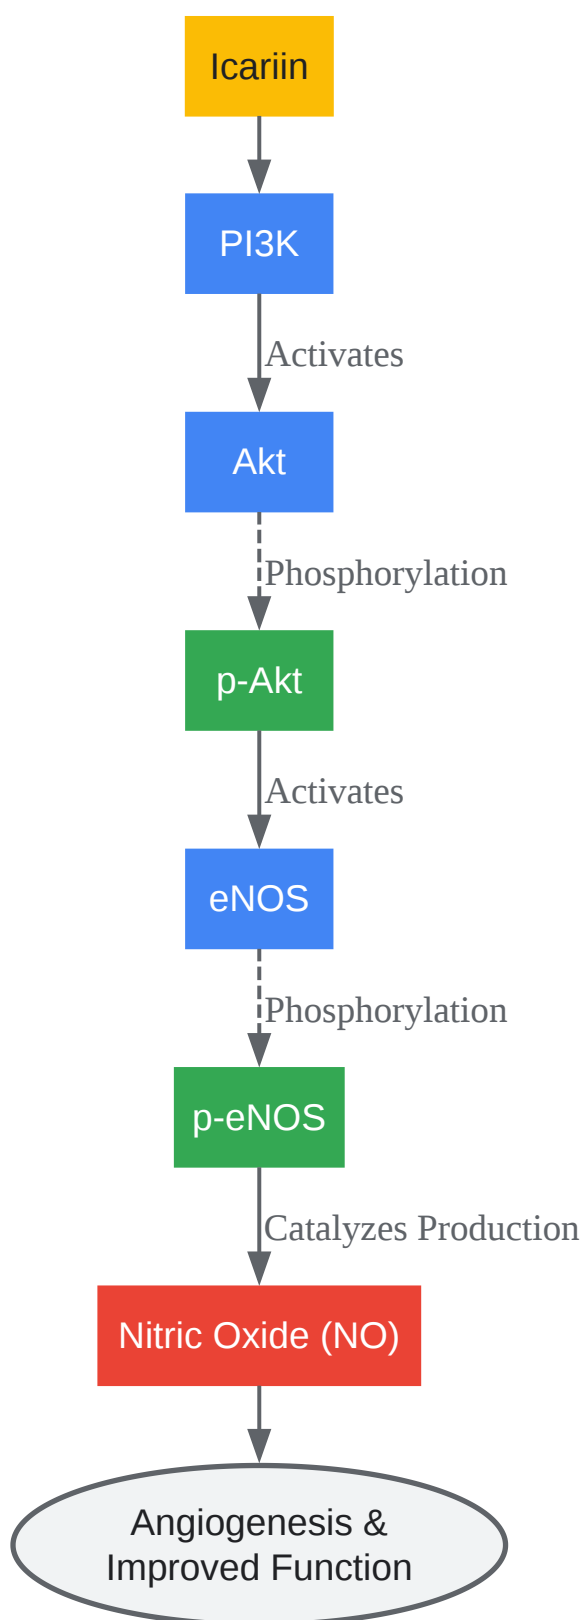 Icariin
PI3K
Activates
Akt
Phosphorylation
p-Akt
Activates
eNOS
Phosphorylation
p-eNOS
Catalyzes Production
Nitric Oxide (NO)
Angiogenesis &
Improved Function